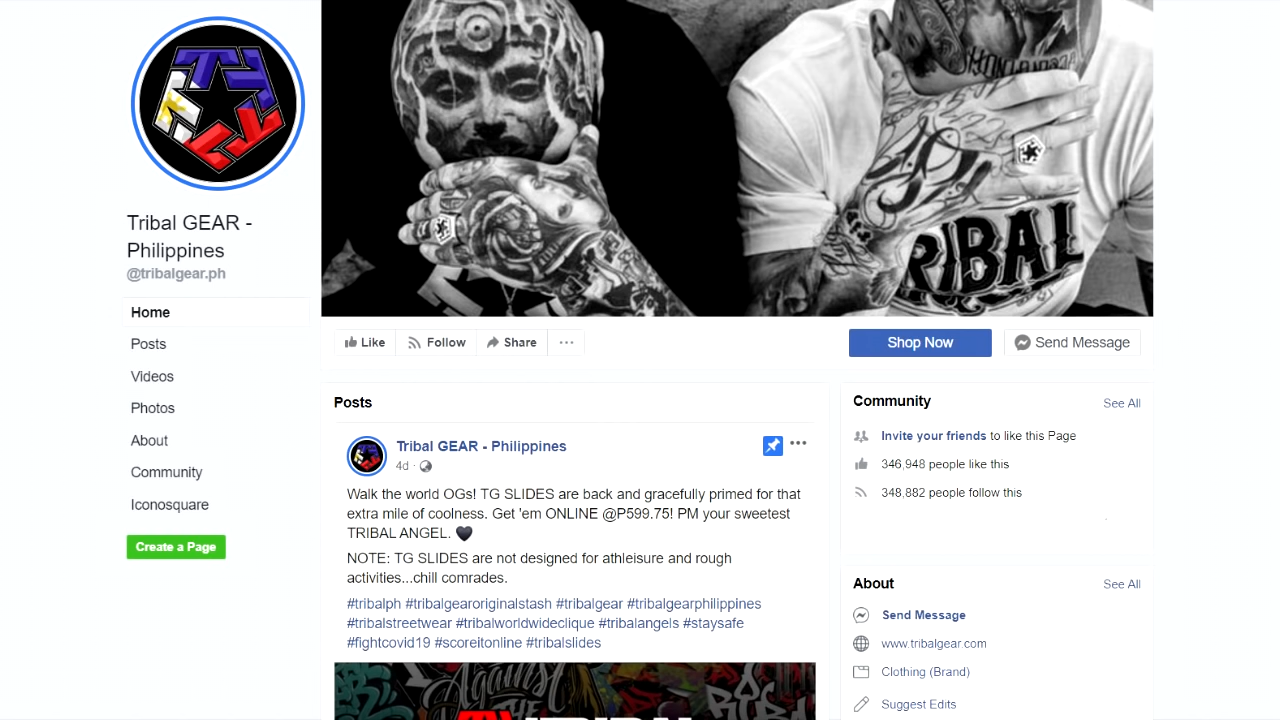 TRIBAL
Tribal GEAR -
Philippines
@tribalgear.ph
Home
Posts
Videos
Photos
About
Community
Iconosquare
Create a Page
Like
Follow
Share
Shop Now
Send Message
Posts
Tribal GEAR - Philippines
4d ·
Walk the world OGs! TG SLIDES are back and gracefully primed for that
extra mile of coolness. Get 'em ONLINE @P599.75! PM your sweetest
TRIBAL ANGEL. 🖤
NOTE: TG SLIDES are not designed for athleisure and rough
activities...chill comrades.
#tribalph #tribalgearoriginalstash #tribalgear #tribalgearphilippines
#tribalstreetwear #tribalworldwideclique #tribalangels #staysafe
#fightcovid19 #scoreitonline #tribalslides
Against
THE
Community
See All
Invite your friends to like this Page
346,948 people like this
348,882 people follow this
About
See All
Send Message
www.tribalgear.com
Clothing (Brand)
Suggest Edits